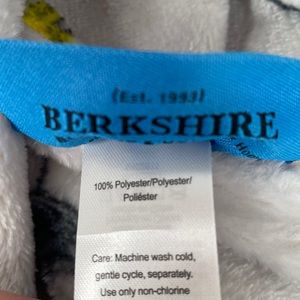 (Est. 1993)
BERKSHIRE
100% Polyester/Polyester/
Poliéster
Care: Machine wash cold,
gentle cycle, separately.
Use only non-chlorine